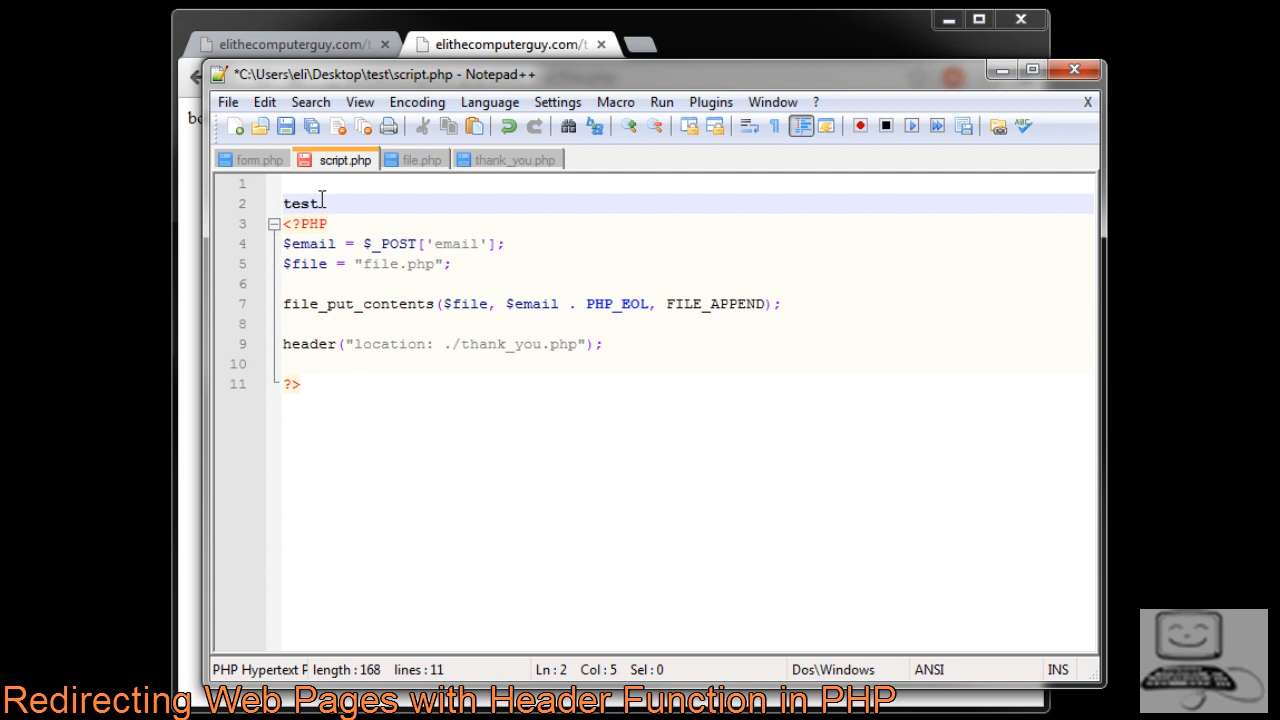 elithecomputerguy.com/t
elithecomputerguy.com/t
*C:\Users\eli\Desktop\test\script.php - Notepad++
File Edit Search View Encoding Language Settings Macro Run Plugins Window ? X
form.php script.php file.php thank_you.php
1
2 test
3 <?PHP
4 $email = $_POST['email'];
5 $file = "file.php";
6
7 file_put_contents($file, $email . PHP_EOL, FILE_APPEND);
8
9 header("location: ./thank_you.php");
10
11 ?>
PHP Hypertext P length : 168 lines : 11 Ln : 2 Col : 5 Sel : 0 Dos\Windows ANSI INS
Redirecting Web Pages with Header Function in PHP